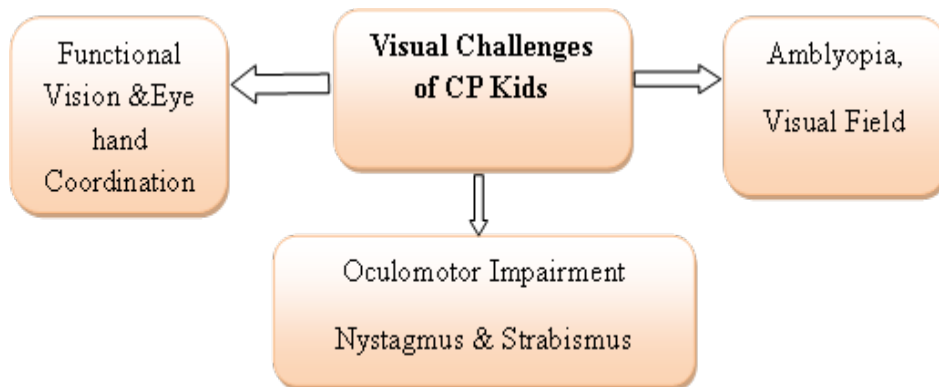 Functional
Vision &Eye
hand
Coordination
Visual Challenges
of CP Kids
Amblyopia,
Visual Field
Oculomotor Impairment
Nystagmus & Strabismus